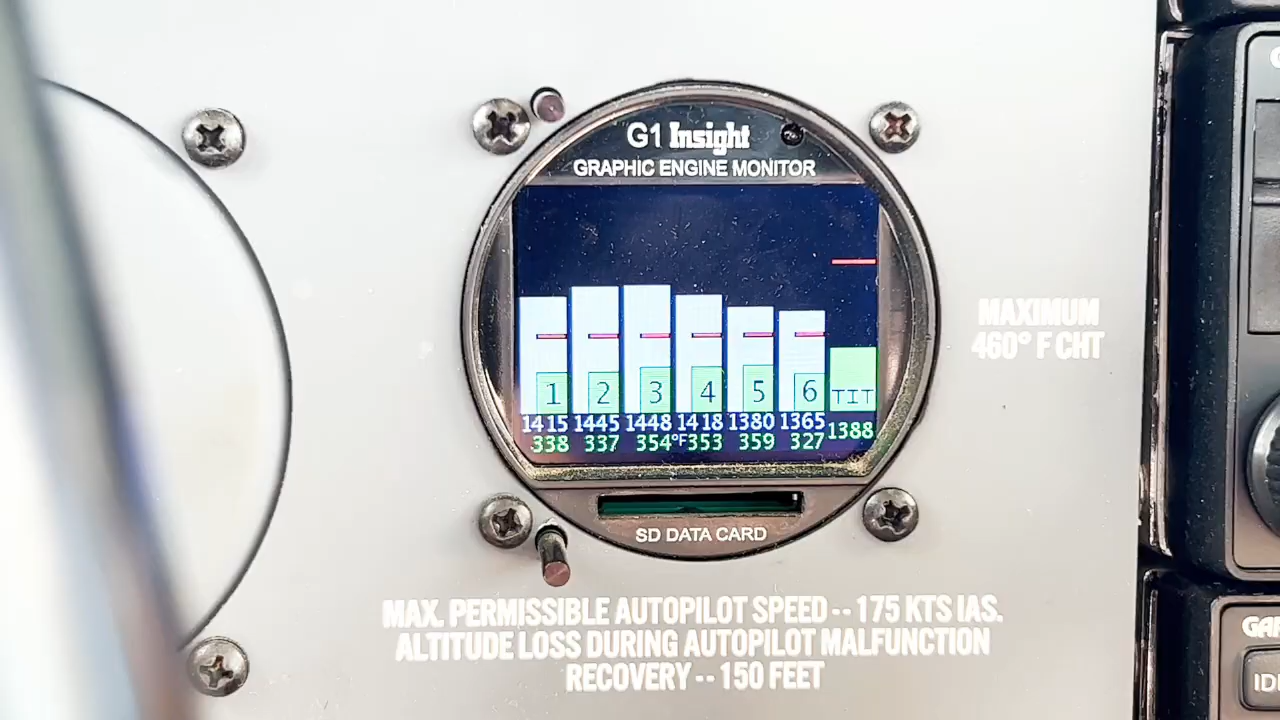 G1 Insight
GRAPHIC ENGINE MONITOR
1 2 3 4 5 6 TIT
1415 1445 1448 1418 1380 1365 1388
338 337 354°F 353 359 327
SD DATA CARD
MAXIMUM
460° F CHT
MAX. PERMISSIBLE AUTOPILOT SPEED -- 175 KTS IAS.
ALTITUDE LOSS DURING AUTOPILOT MALFUNCTION
RECOVERY -- 150 FEET